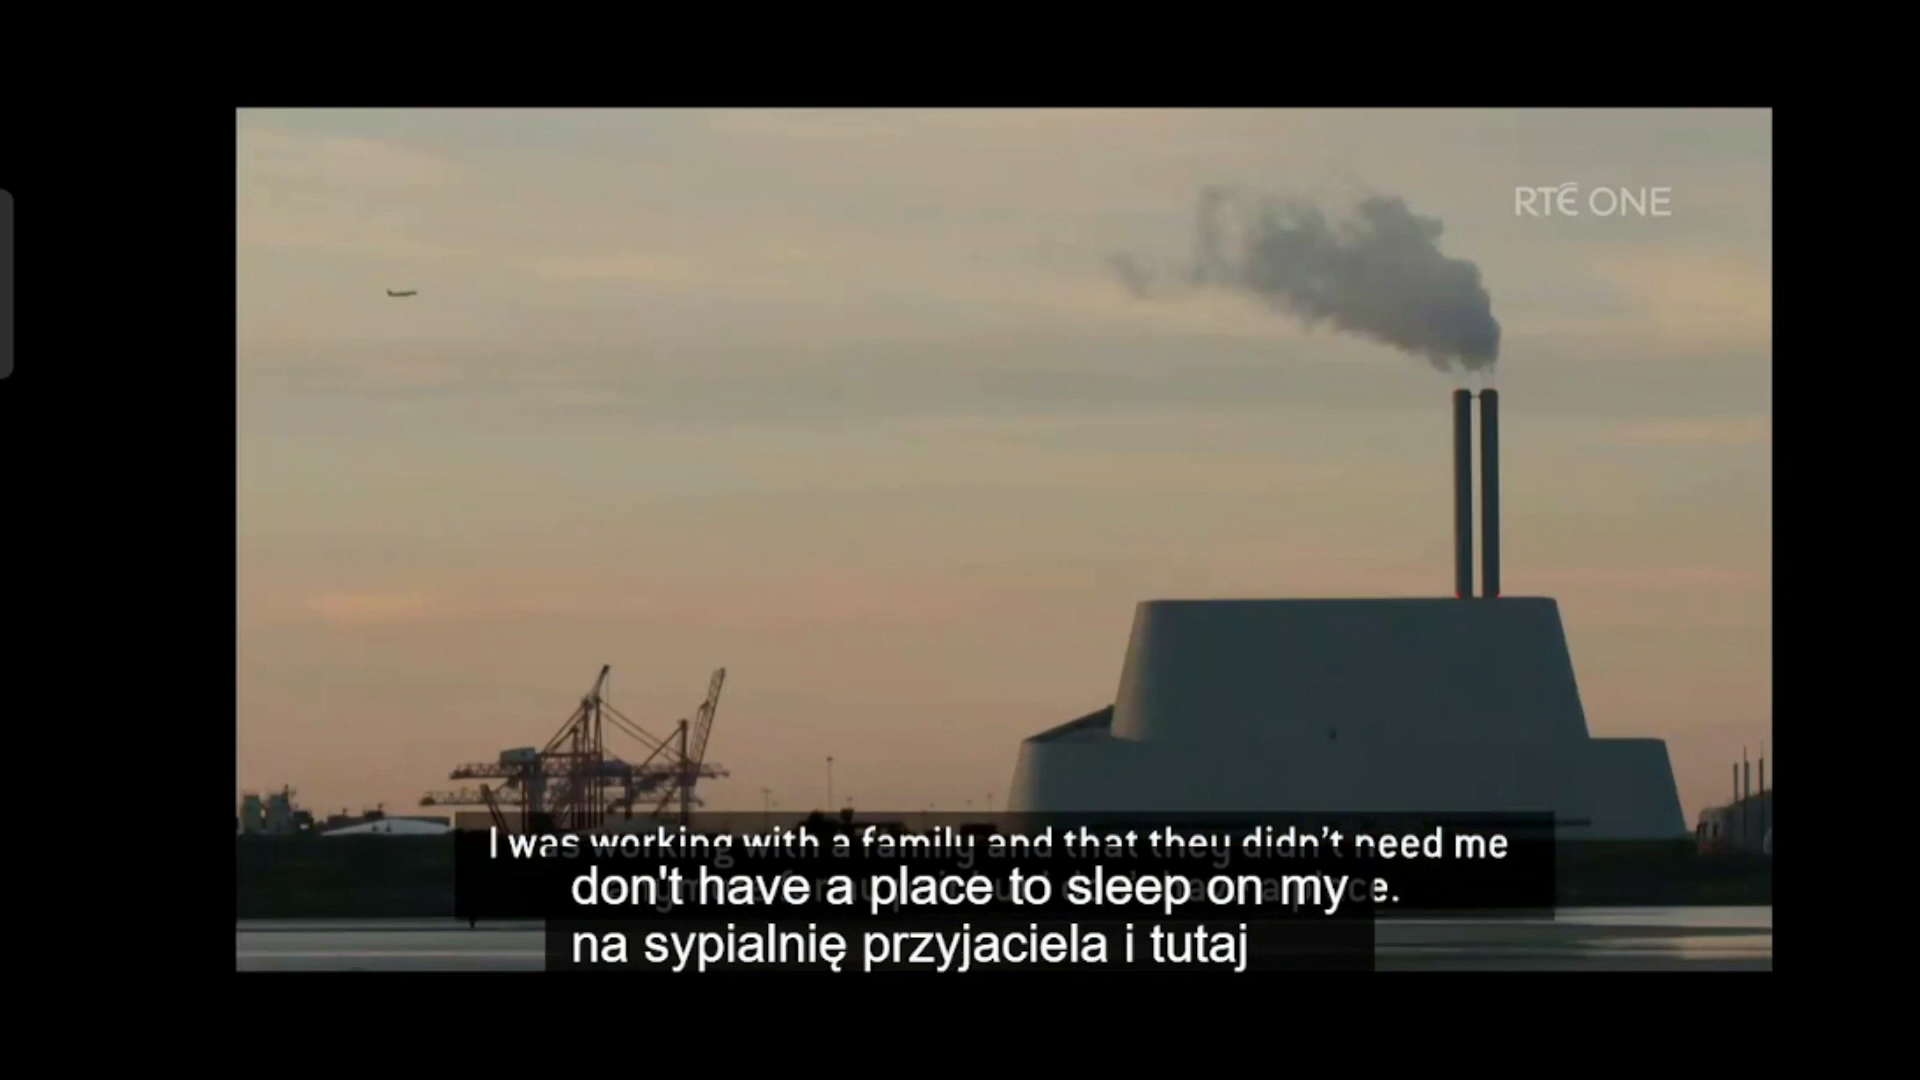 RTÉ ONE
I was working with a family and that they didn't need me
don't have a place to sleep on my
na sypialnię przyjaciela i tutaj